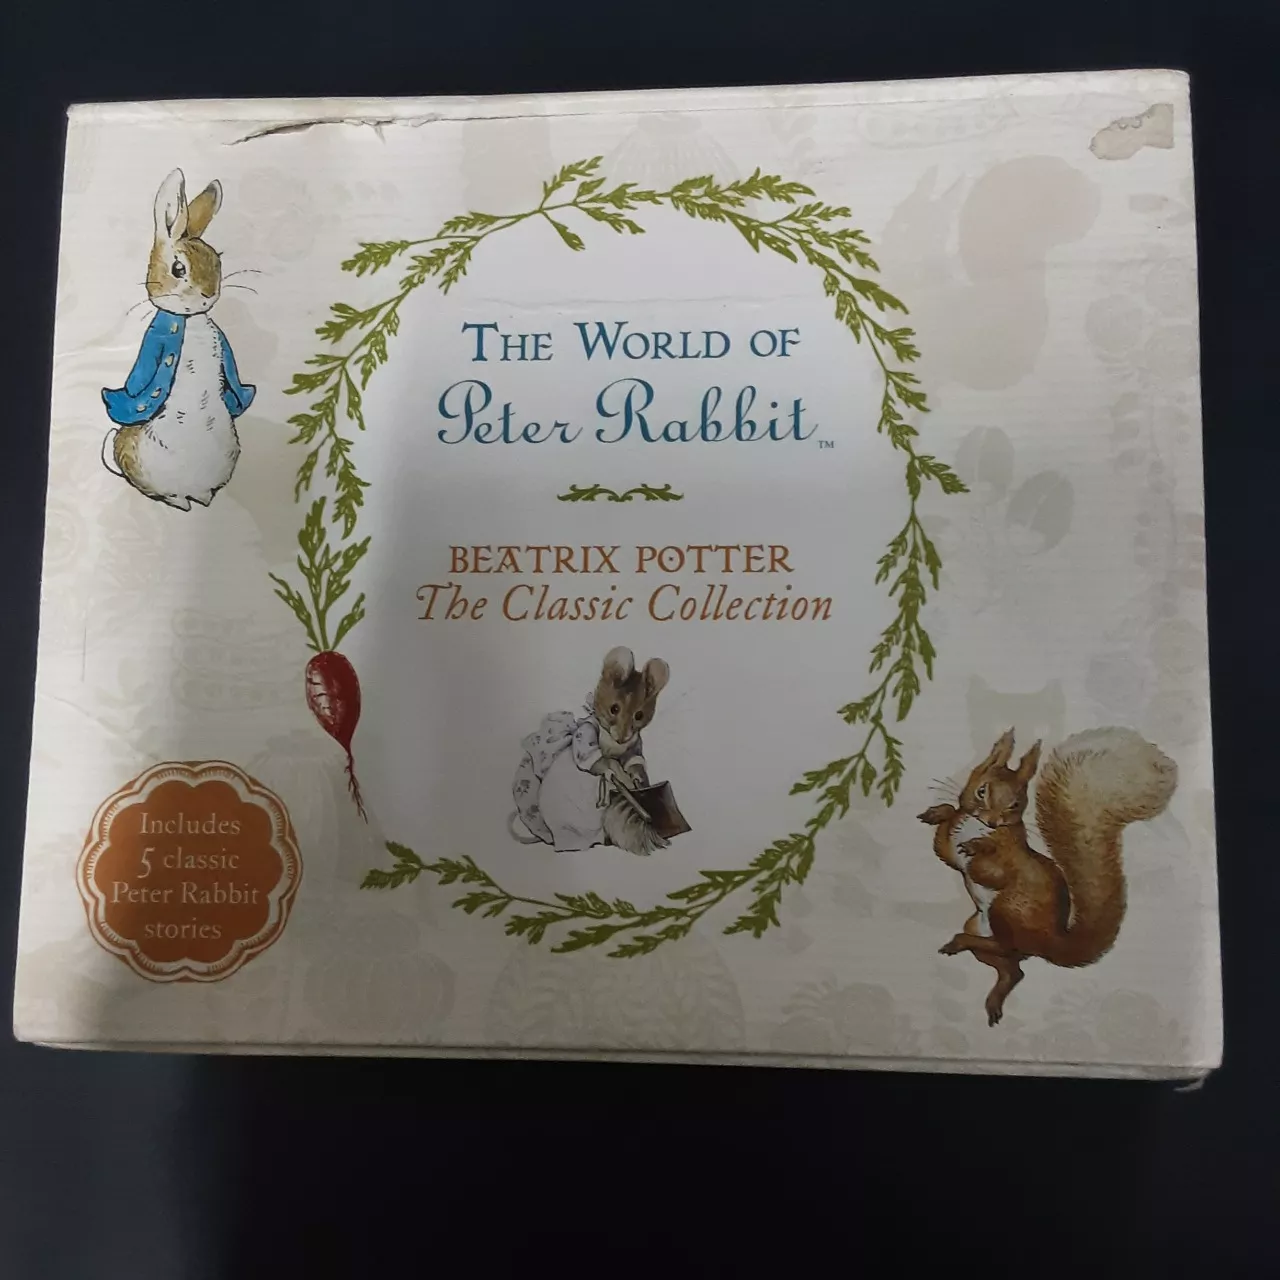 THE WORLD OF
Peter Rabbit™
BEATRIX POTTER
The Classic Collection
Includes
5 classic
Peter Rabbit
stories